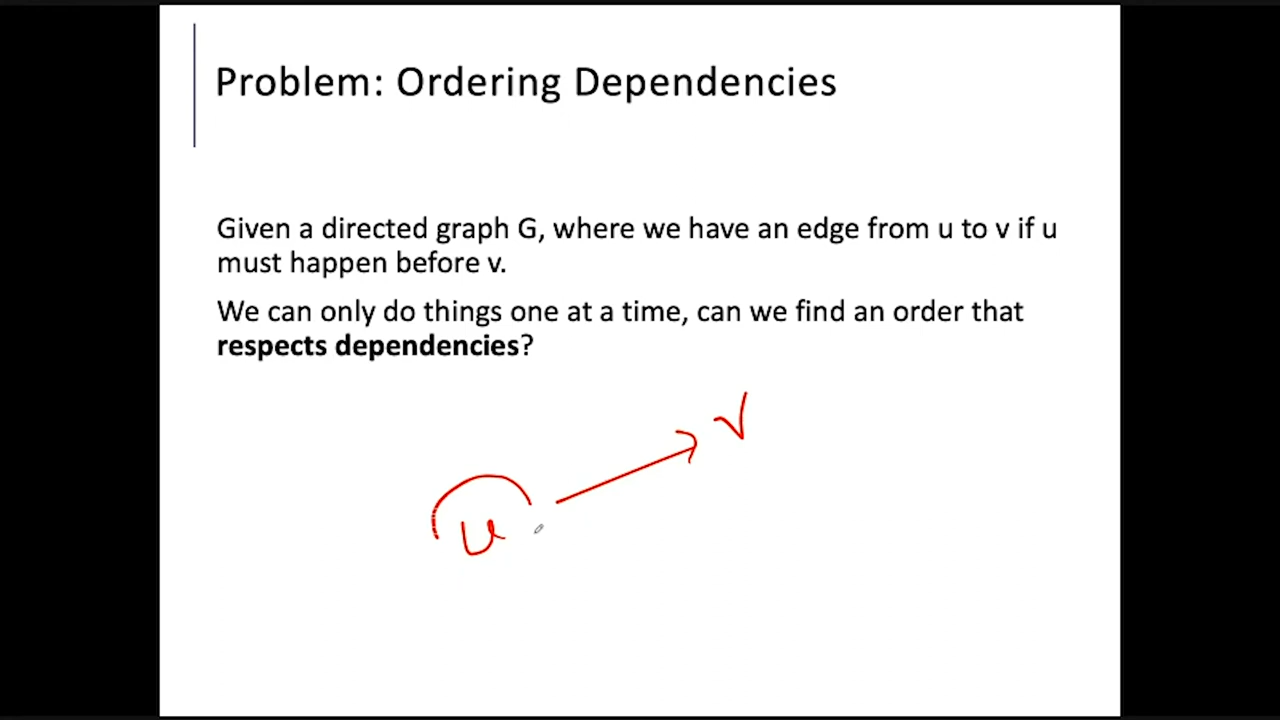 Problem: Ordering Dependencies
Given a directed graph G, where we have an edge from u to v if u
must happen before v.
We can only do things one at a time, can we find an order that
respects dependencies?
v
u